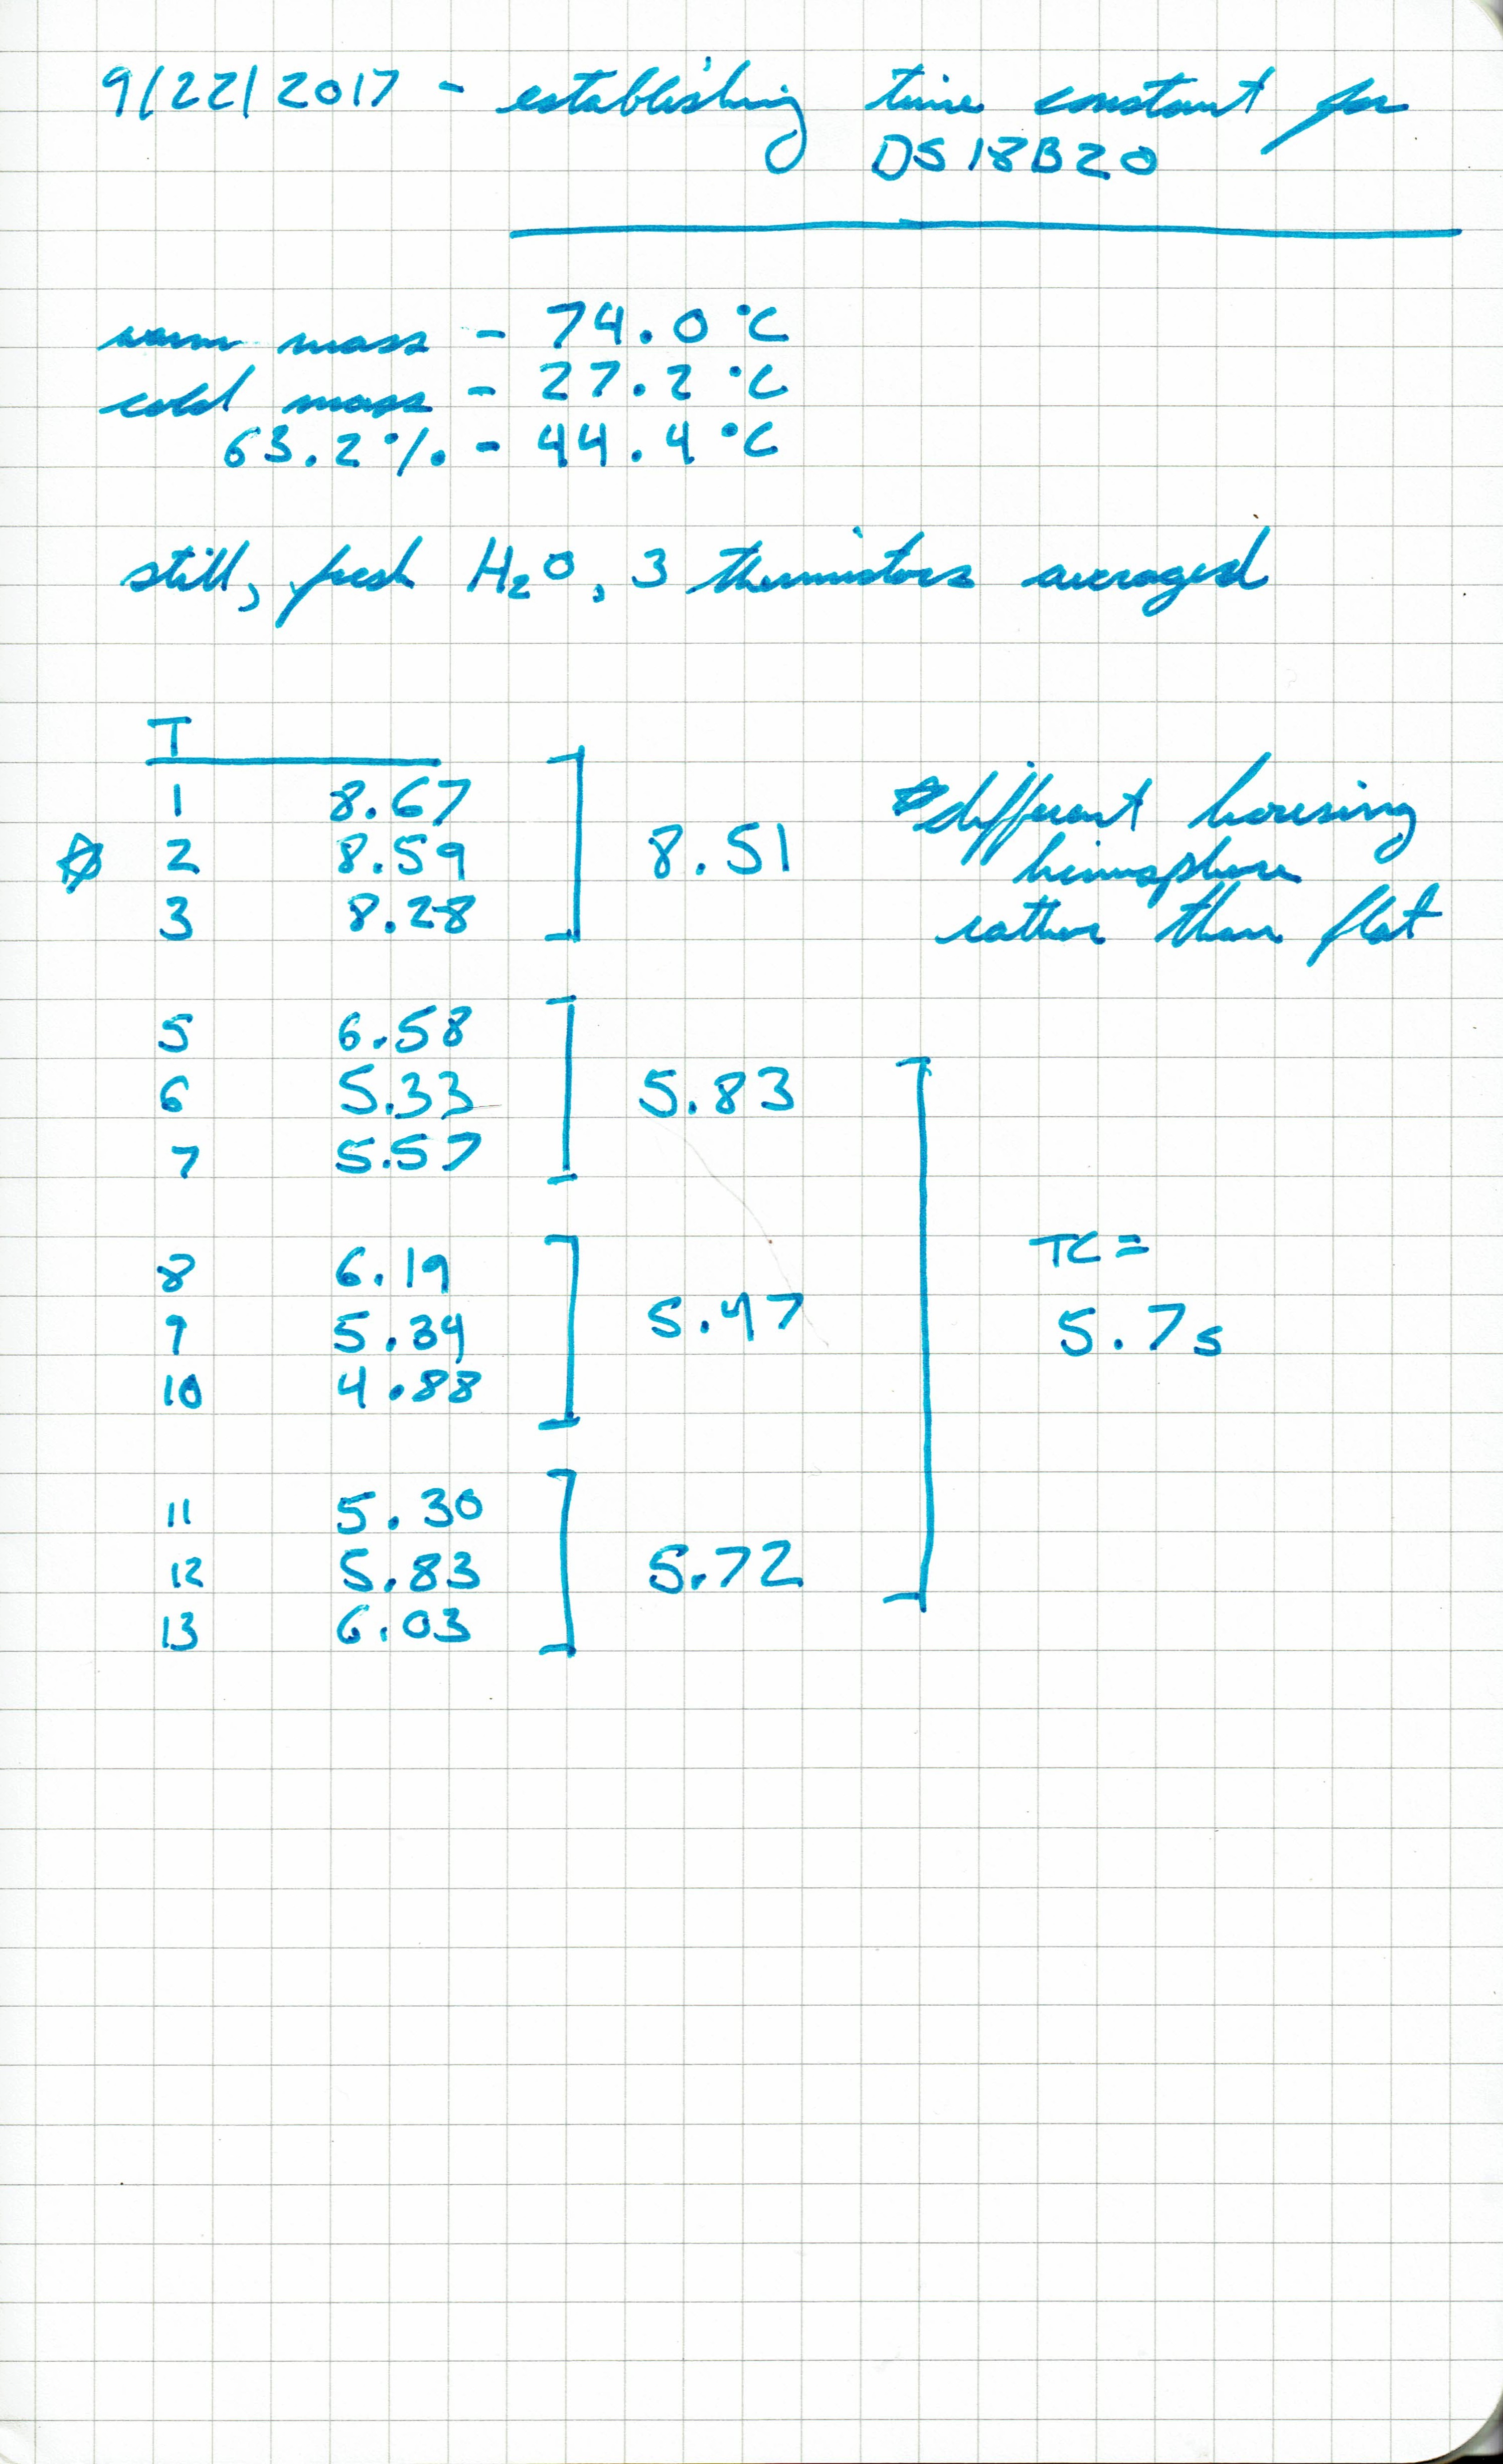 9/22/2017 - establishing time constant for
DS18B20
warm mass - 74.0 °C
cold mass - 27.2 °C
63.2% - 44.4 °C
still, fresh H₂O, 3 thermistors averaged
T
1 8.67
☆ 2 8.59 8.51
3 8.28
☆different housing
hemisphere
rather than flat
5 6.58
6 5.33 5.83
7 5.57
8 6.19
9 5.34 5.47
10 4.88
11 5.30
12 5.83 5.72
13 6.03
TC =
5.7s